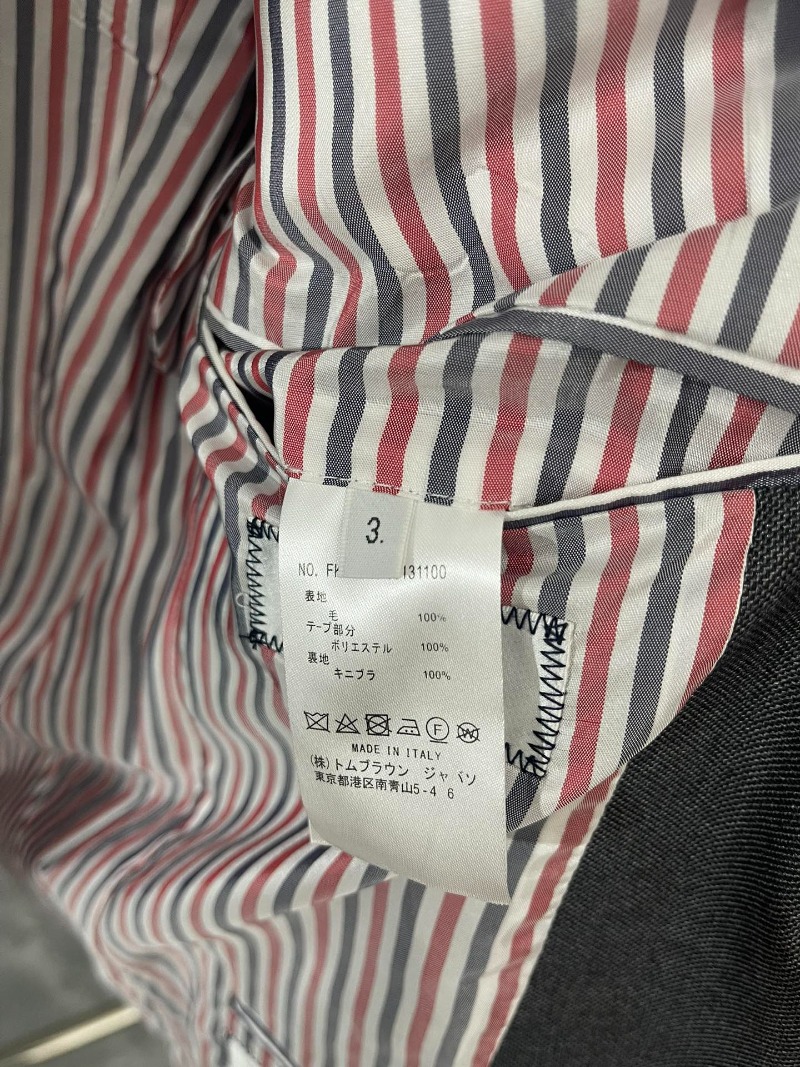 3.
NO. FK 131100
表地
毛 100%
テープ部分
ポリエステル 100%
裏地
キュプラ 100%
F
W
MADE IN ITALY
(株)トムブラウン ジャパン
東京都港区南青山5-4 6